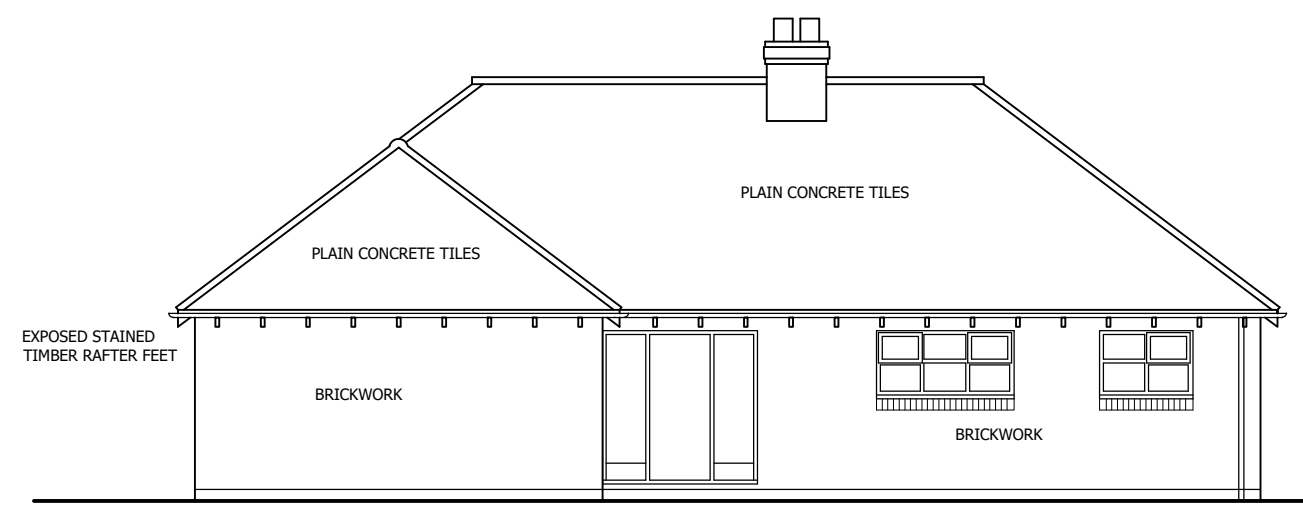 PLAIN CONCRETE TILES
PLAIN CONCRETE TILES
EXPOSED STAINED
TIMBER RAFTER FEET
BRICKWORK
BRICKWORK